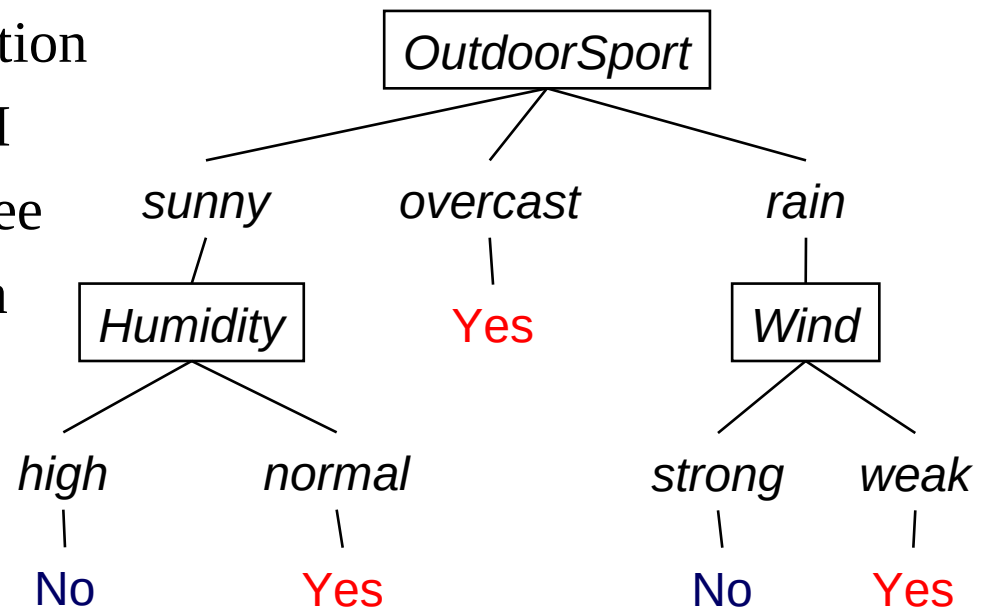 tion
OutdoorSport
I
ee
sunny overcast rain
n
Humidity Yes Wind
high normal strong weak
No Yes No Yes